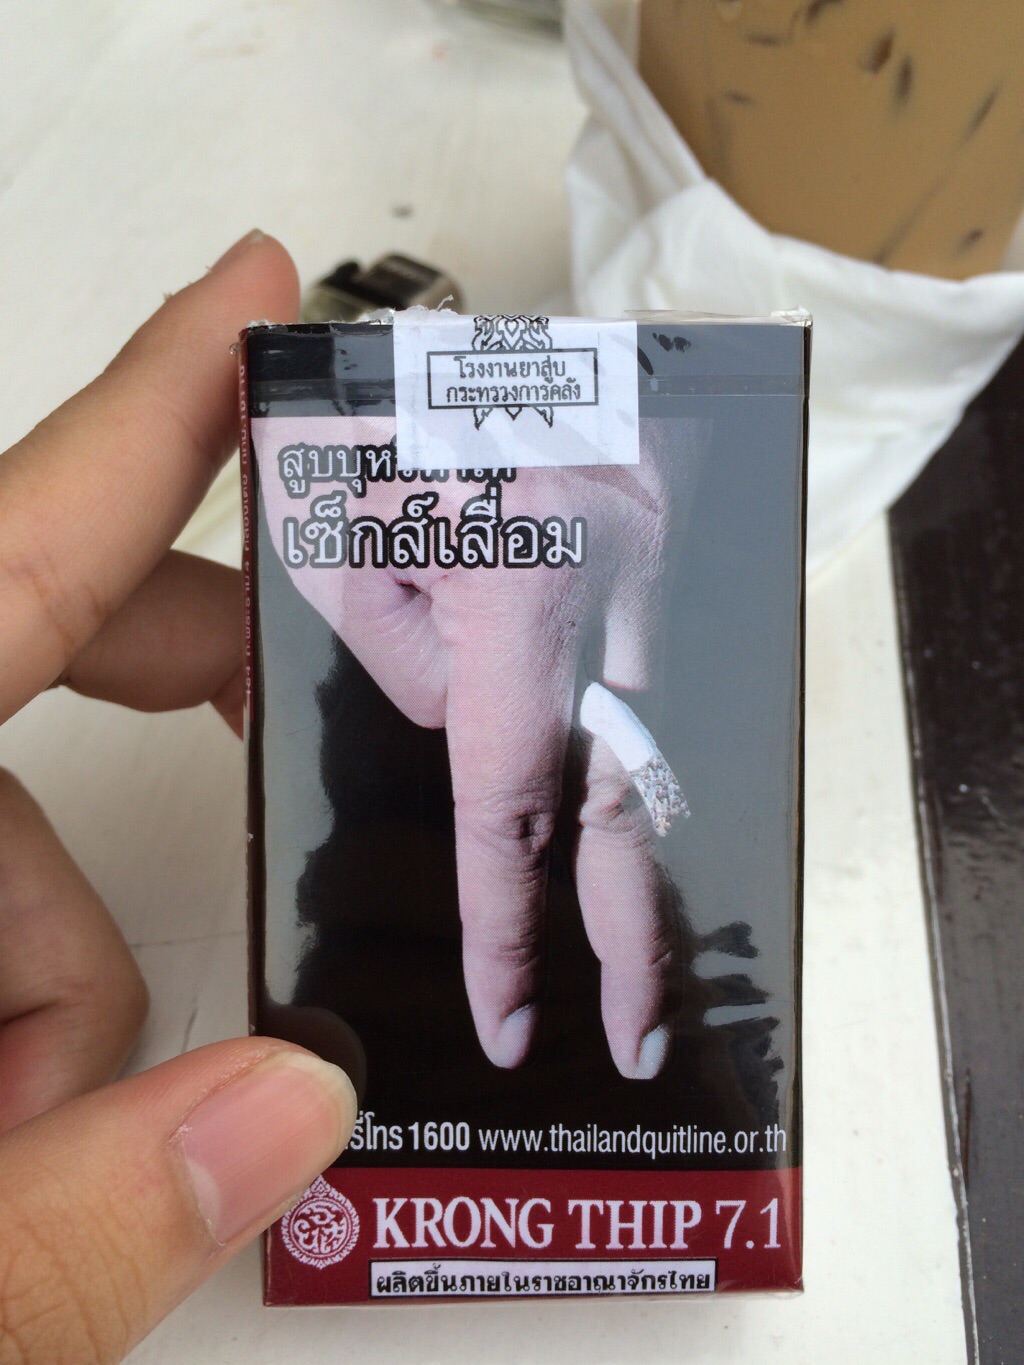 โรงงานยาสูบ
กระทรวงการคลัง
เซ็กส์เสื่อม
โทร 1600 www.thailandquitline.or.th
KRONG THIP 7.1
ผลิตขึ้นภายในราชอาณาจักรไทย